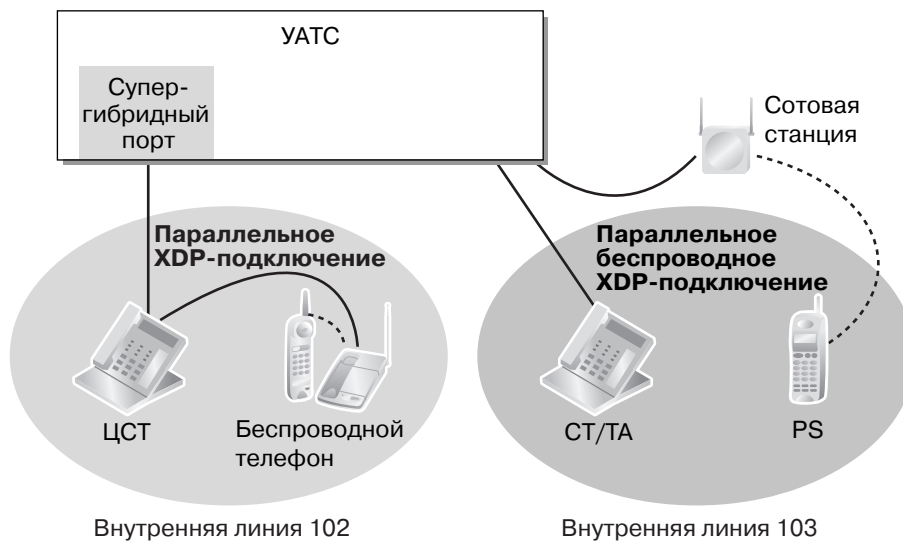 УАТС
Супер-
гибридный
порт
Сотовая
станция
Параллельное
XDP-подключение
Параллельное
беспроводное
XDP-подключение
ЦСТ
Беспроводной
телефон
СТ/ТА
PS
Внутренняя линия 102
Внутренняя линия 103